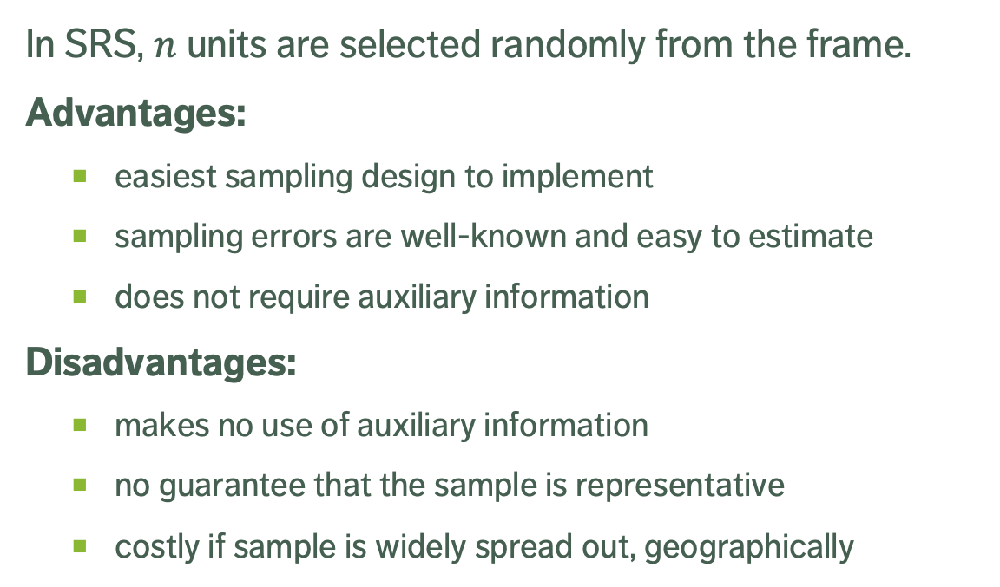 In SRS, n units are selected randomly from the frame.
Advantages:
▪ easiest sampling design to implement
▪ sampling errors are well-known and easy to estimate
▪ does not require auxiliary information
Disadvantages:
▪ makes no use of auxiliary information
▪ no guarantee that the sample is representative
▪ costly if sample is widely spread out, geographically